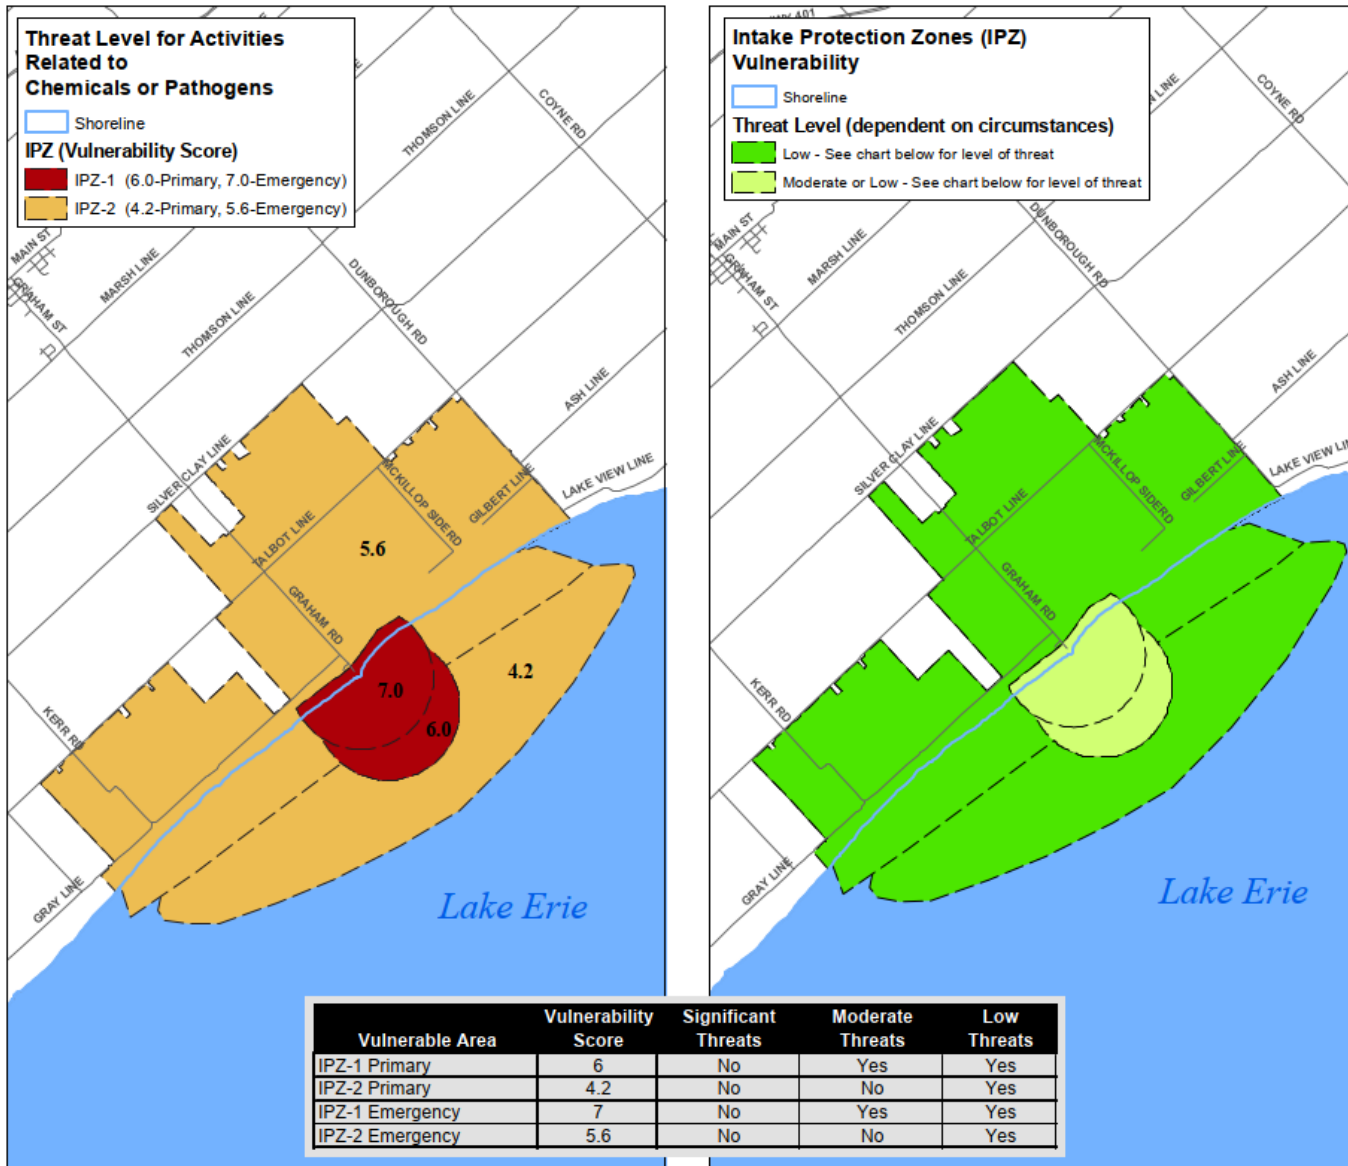 Threat Level for Activities
Related to
Chemicals or Pathogens
Shoreline
IPZ (Vulnerability Score)
IPZ-1 (6.0-Primary, 7.0-Emergency)
IPZ-2 (4.2-Primary, 5.6-Emergency)
THOMSON LINE
COYNE RD
MAIN ST
GRAHAM ST
MARSH LINE
THOMSON LINE
DUNBOROUGH RD
ASH LINE
SILVER CLAY LINE
MCKILLOP SIDERD
GILBERT LINE
LAKE VIEW LINE
TALBOT LINE
5.6
GRAHAM RD
4.2
7.0
6.0
KERR RD
GRAY LINE
Lake Erie
Intake Protection Zones (IPZ)
Vulnerability
Shoreline
Threat Level (dependent on circumstances)
Low - See chart below for level of threat
Moderate or Low - See chart below for level of threat
401
N LINE
COYNE RD
MAIN ST
GRAHAM ST
MARSH LINE
THOMSON LINE
DUNBOROUGH RD
ASH LINE
SILVER CLAY LINE
MCKILLOP SIDERD
GILBERT LINE
LAKE VIEW LIN
TALBOT LINE
GRAHAM RD
KERR RD
GRAY LINE
Lake Erie
Vulnerable Area Vulnerability Score Significant Threats Moderate Threats Low Threats
IPZ-1 Primary 6 No Yes Yes
IPZ-2 Primary 4.2 No No Yes
IPZ-1 Emergency 7 No Yes Yes
IPZ-2 Emergency 5.6 No No Yes